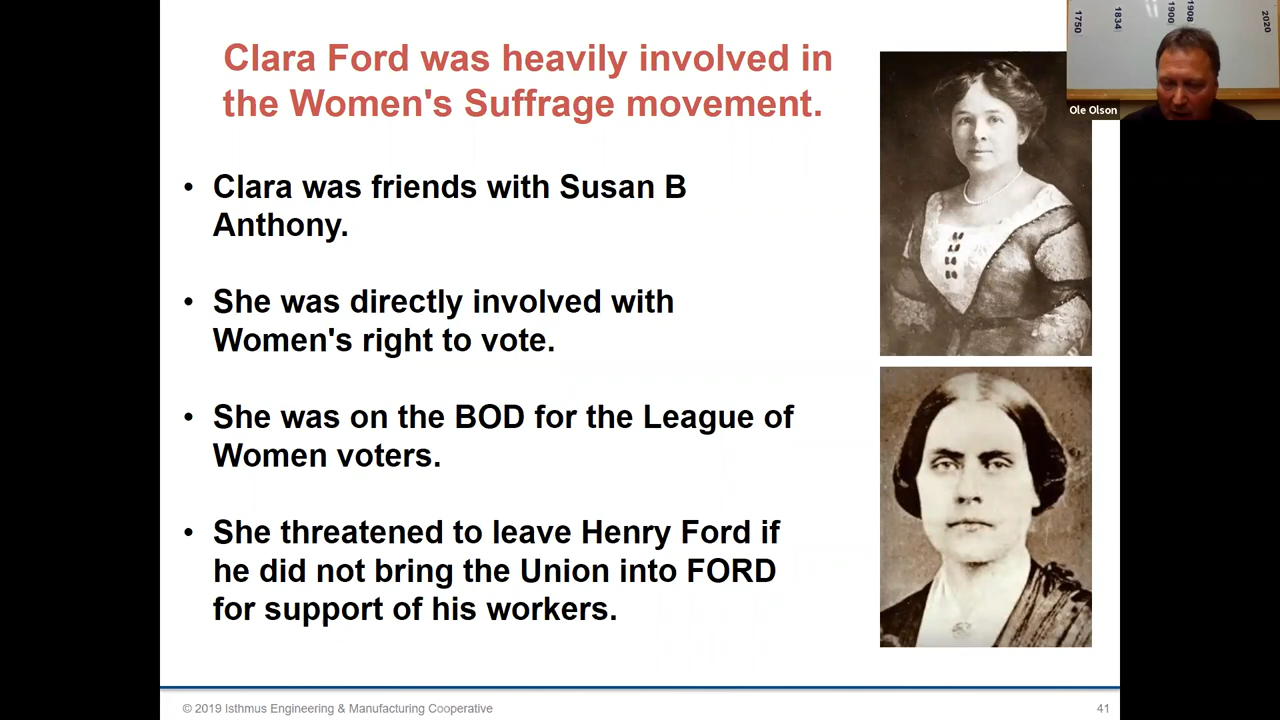 Clara Ford was heavily involved in
the Women's Suffrage movement.
• Clara was friends with Susan B
Anthony.
• She was directly involved with
Women's right to vote.
• She was on the BOD for the League of
Women voters.
• She threatened to leave Henry Ford if
he did not bring the Union into FORD
for support of his workers.
© 2019 Isthmus Engineering & Manufacturing Cooperative
41
1750
1834
1900
1908
2020
Ole Olson